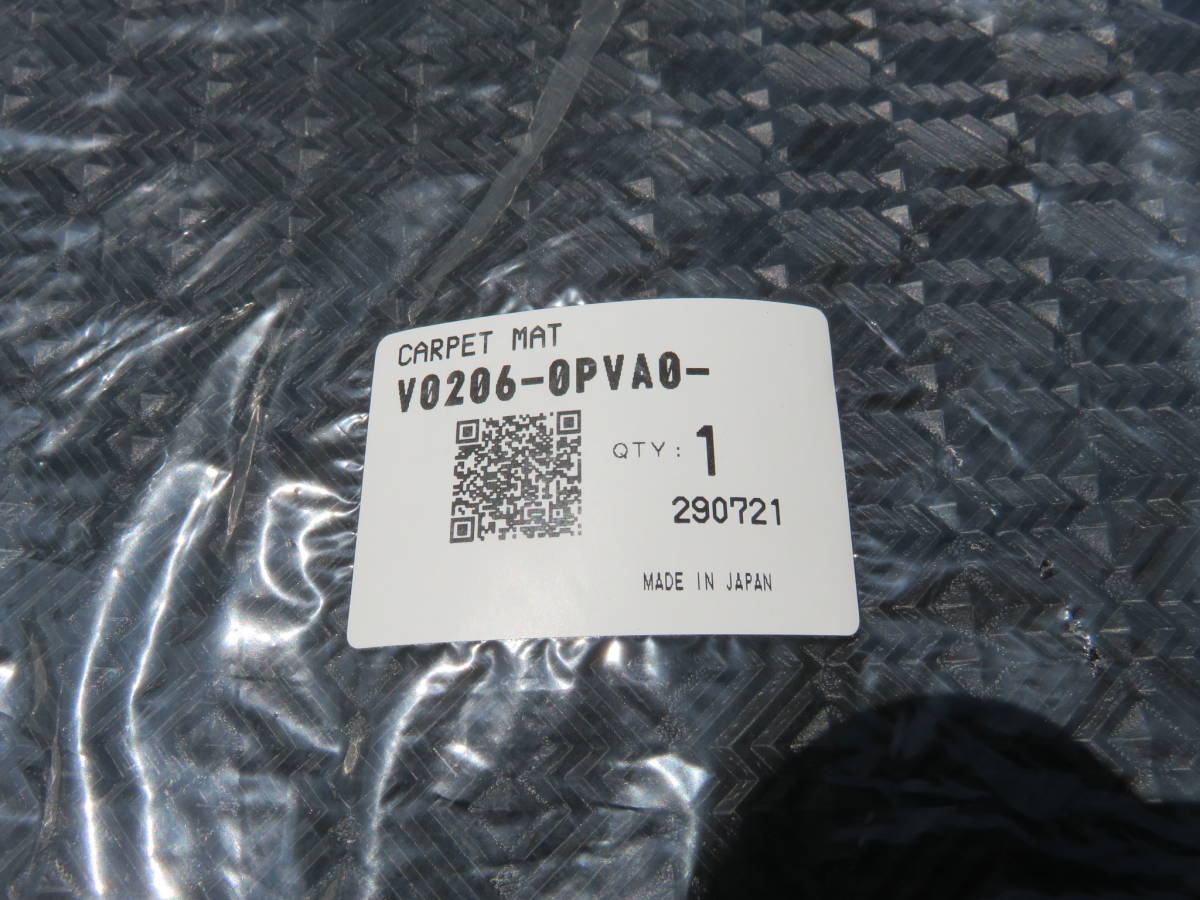 CARPET MAT
V0206-0PVA0-
QTY: 1
290721
MADE IN JAPAN